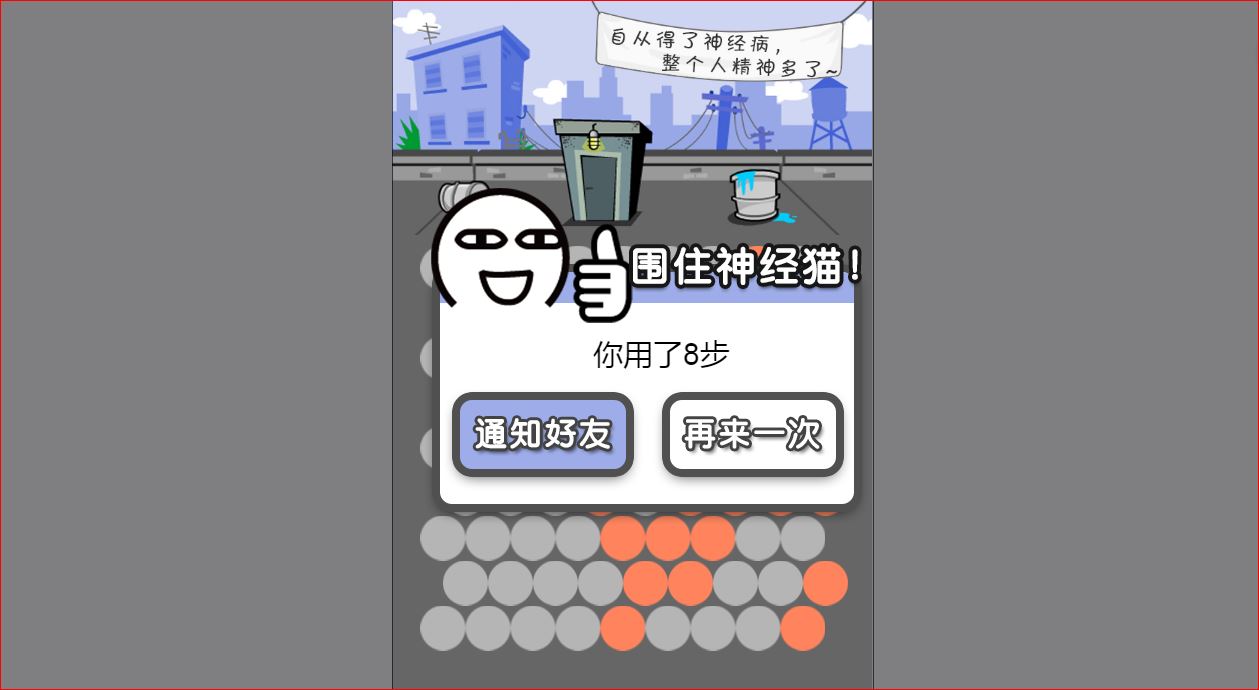 自从得了神经病，
整个人精神多了~
围住神经猫！
你用了8步
通知好友
再来一次